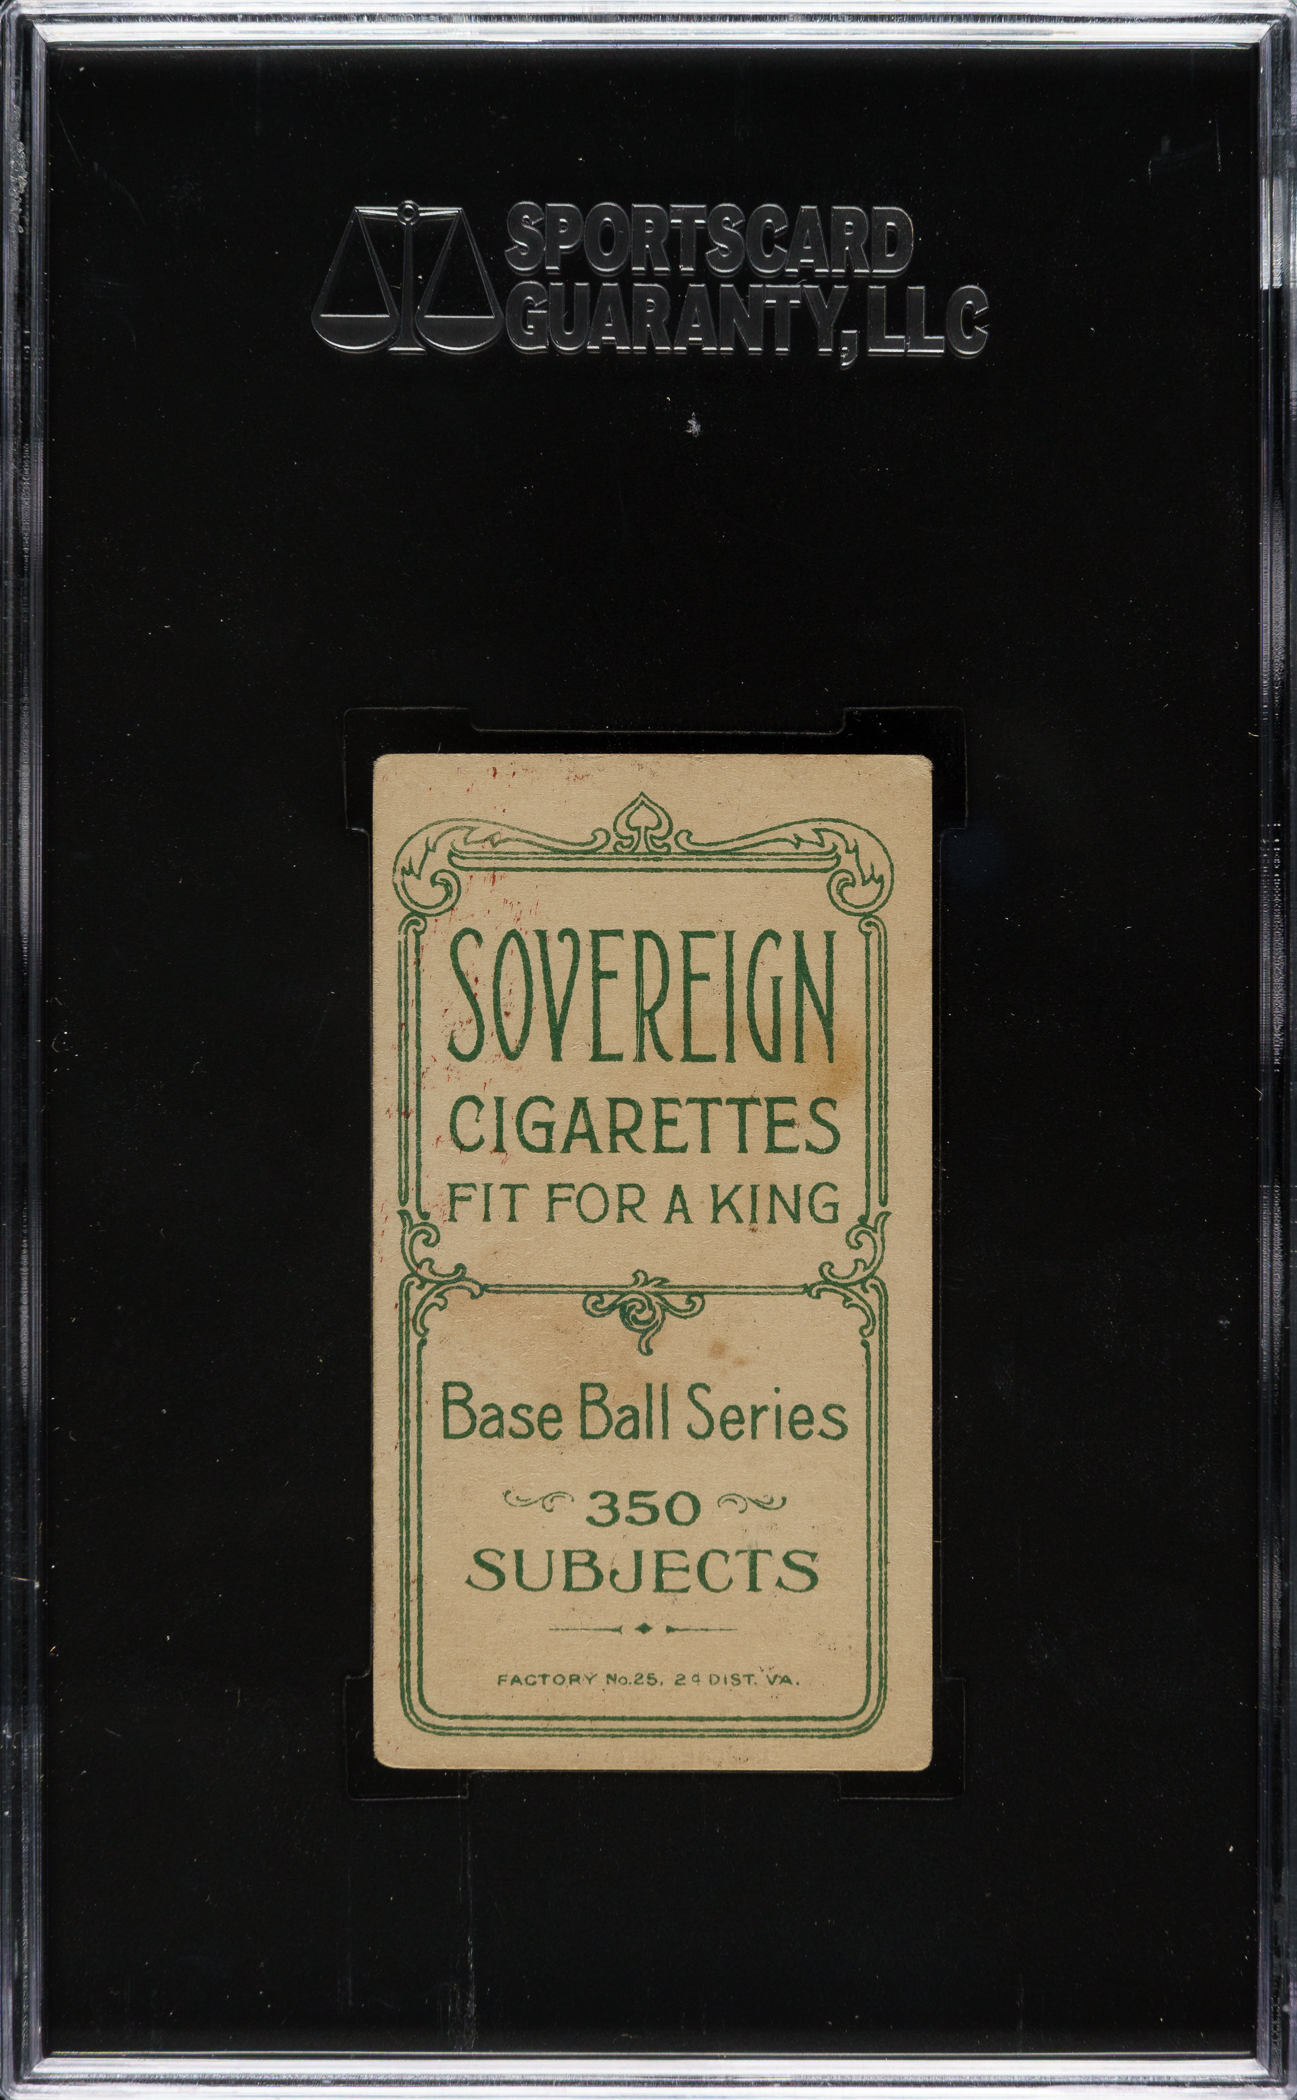 SPORTSCARD
GUARANTY, LLC
SOVEREIGN
CIGARETTES
FIT FOR A KING
Base Ball Series
350
SUBJECTS
FACTORY No. 25, 2d DIST. VA.